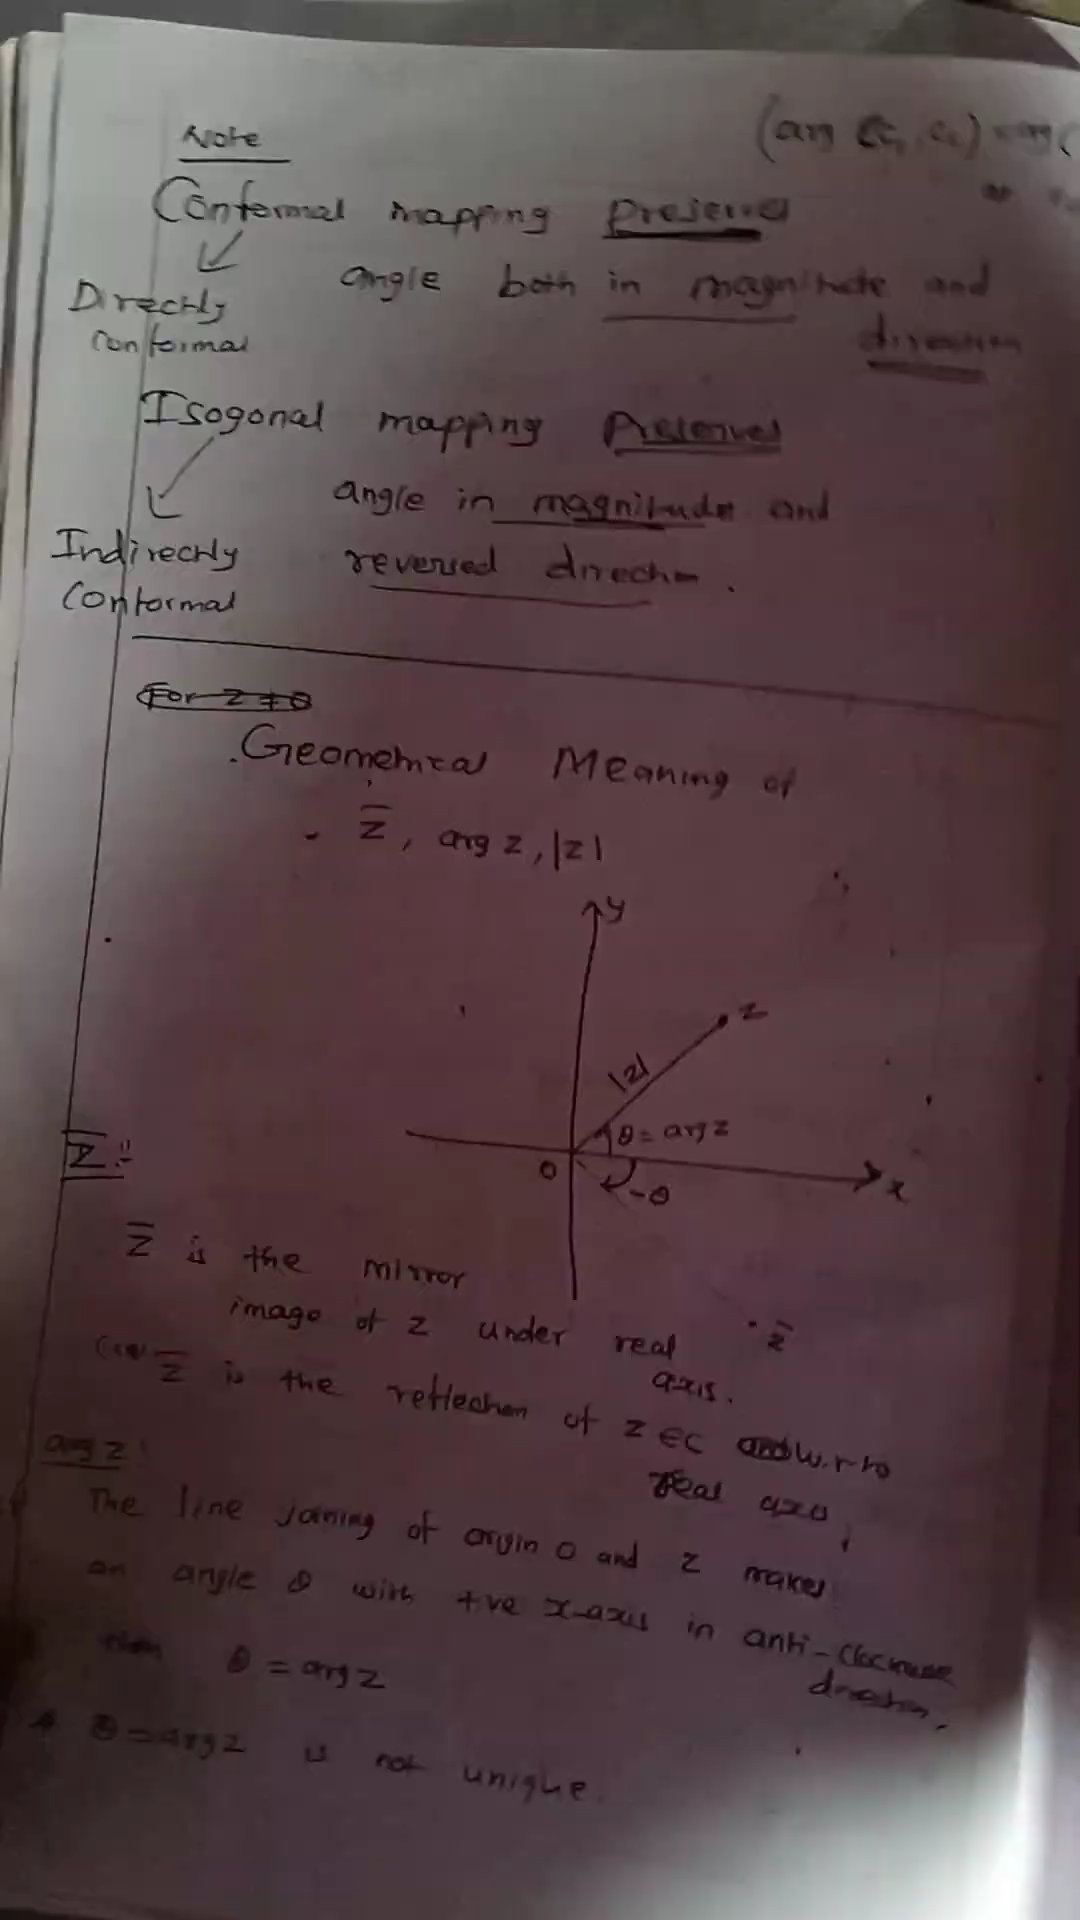 Note
(arg
Conformal mapping preserves
angle both in magnitude and
direction
Directly
Conformal
Isogonal mapping Preserves
angle in magnitude and
reversed direction.
Indirectly
Conformal
For z ≠ 0
Geometrical Meaning of
z̄, arg z, |z|
y
z
|z|
θ = arg z
0
-θ
x
z̄ :-
z̄ is the mirror
image of z under real
axis.
z̄
z̄ is the reflection of z ∈ C w.r.to
real axis
arg z:
The line joining of origin 0 and z makes
an angle θ with +ve x-axis in anti-clockwise
direction.
then θ = arg z
θ = arg z is not unique.